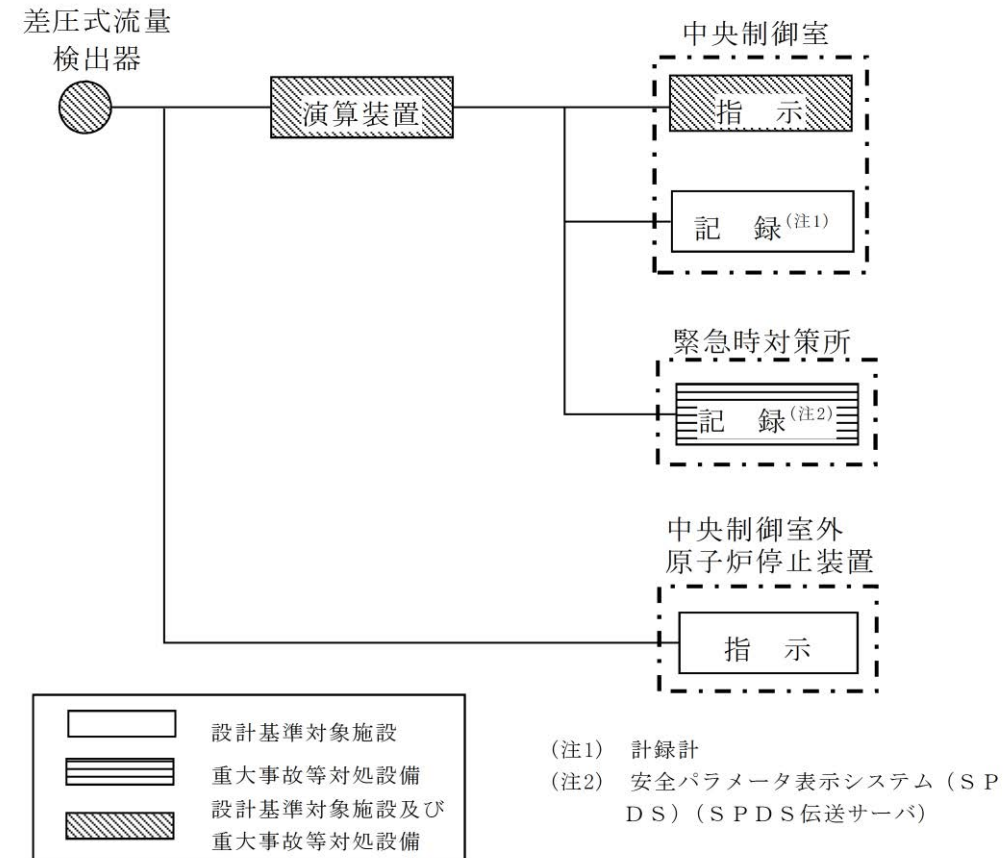 差圧式流量
検出器
演算装置
中央制御室
指 示
記 録(注1)
緊急時対策所
記 録(注2)
中央制御室外
原子炉停止装置
指 示
設計基準対象施設
重大事故等対処設備
設計基準対象施設及び
重大事故等対処設備
(注1) 計録計
(注2) 安全パラメータ表示システム(SP
DS)(SPDS伝送サーバ)